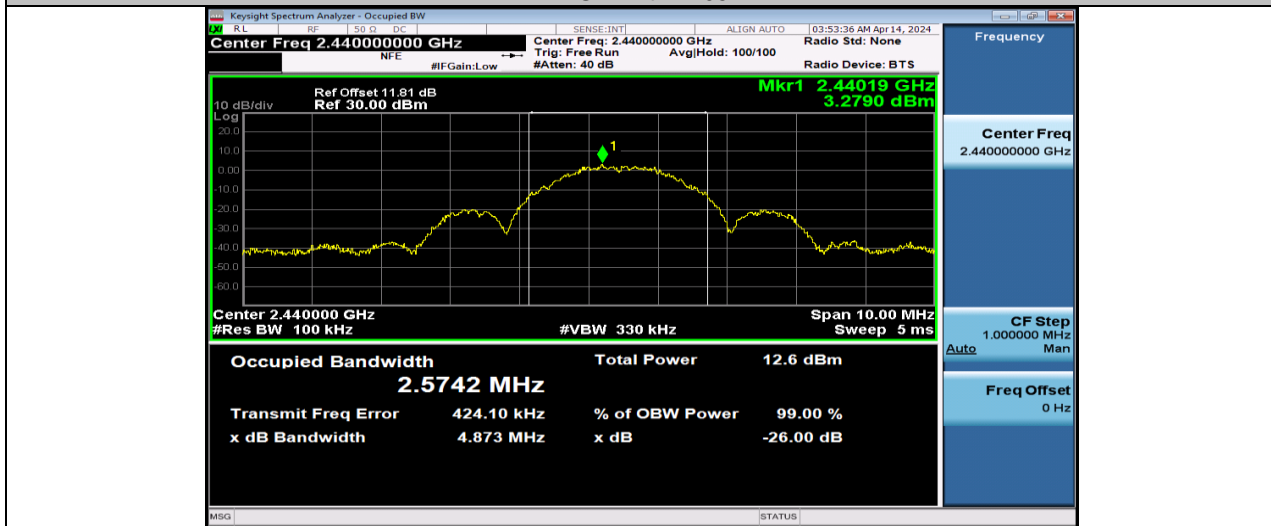 Keysight Spectrum Analyzer - Occupied BW
LXI RL RF 50 Ω DC SENSE:INT ALIGN AUTO 03:53:36 AM Apr 14, 2024
Center Freq 2.440000000 GHz
NFE
#IFGain:Low
Center Freq: 2.440000000 GHz
Trig: Free Run Avg|Hold: 100/100
#Atten: 40 dB
Radio Std: None
Radio Device: BTS
Frequency
Ref Offset 11.81 dB
10 dB/div Ref 30.00 dBm
Mkr1 2.44019 GHz
3.2790 dBm
Log
20.0
10.0
0.00
-10.0
-20.0
-30.0
-40.0
-50.0
-60.0
1
Center 2.440000 GHz
Span 10.00 MHz
#Res BW 100 kHz
#VBW 330 kHz
Sweep 5 ms
Center Freq
2.440000000 GHz
CF Step
1.000000 MHz
Auto Man
Freq Offset
0 Hz
Occupied Bandwidth
2.5742 MHz
Total Power 12.6 dBm
Transmit Freq Error 424.10 kHz
% of OBW Power 99.00 %
x dB Bandwidth 4.873 MHz
x dB -26.00 dB
MSG STATUS